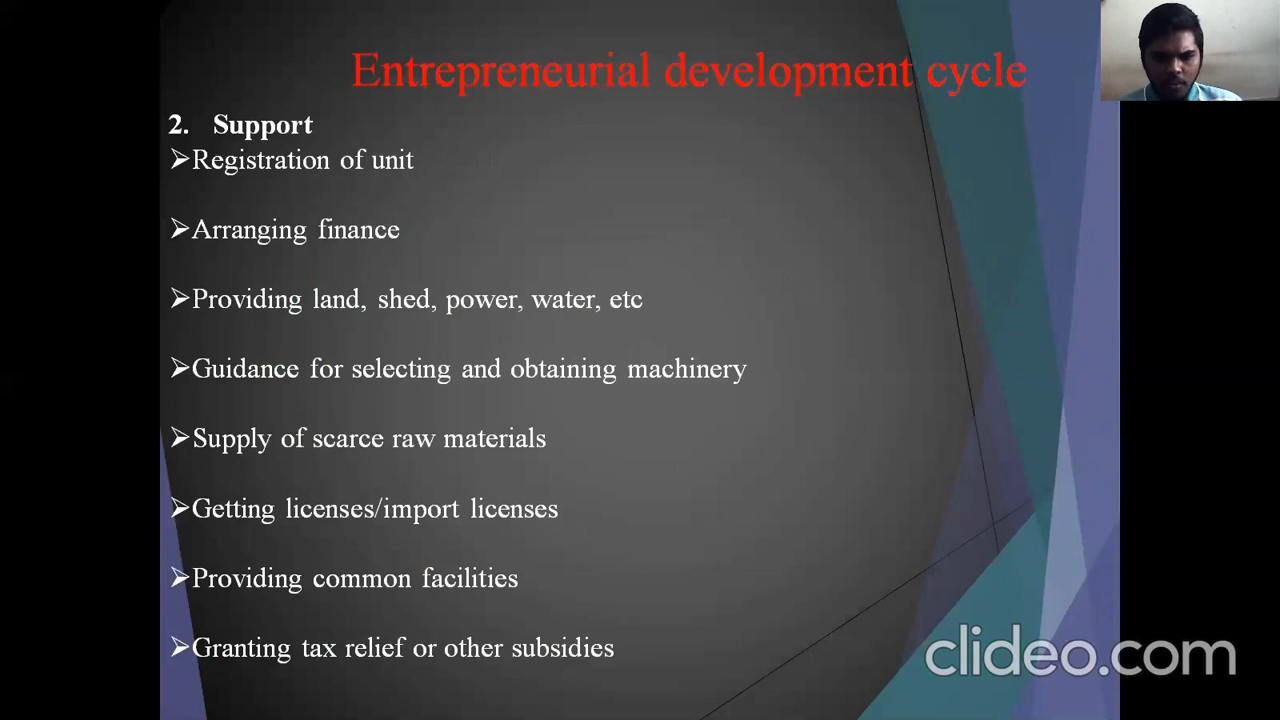 Entrepreneurial development cycle
2. Support
➢Registration of unit
➢Arranging finance
➢Providing land, shed, power, water, etc
➢Guidance for selecting and obtaining machinery
➢Supply of scarce raw materials
➢Getting licenses/import licenses
➢Providing common facilities
➢Granting tax relief or other subsidies
clideo.com